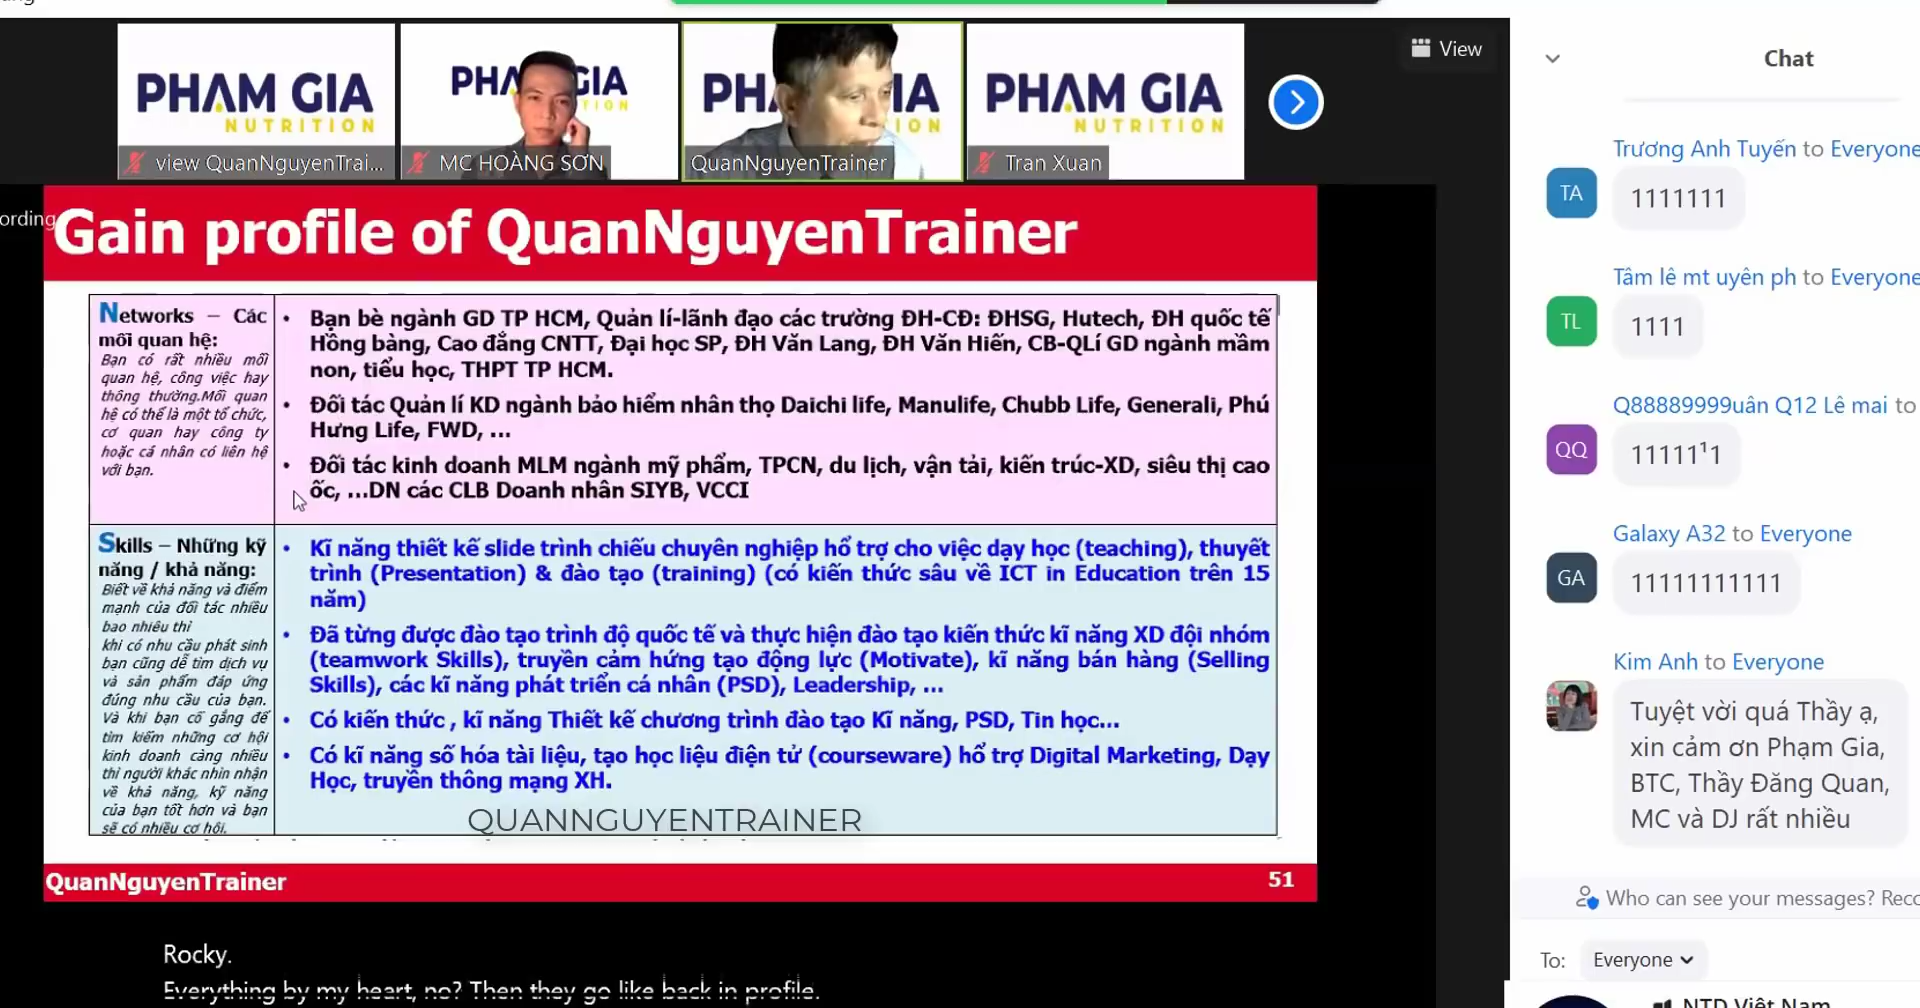 View
PHAM GIA
NUTRITION
view QuanNguyenTrai...
MC HOÀNG SƠN
QuanNguyenTrainer
PHAM GIA
NUTRITION
Tran Xuan
ording
Gain profile of QuanNguyenTrainer
Networks – Các
mối quan hệ:
Bạn có rất nhiều mối
quan hệ, công việc hay
thông thường.Mối quan
hệ có thể là một tổ chức,
cơ quan hay công ty
hoặc cá nhân có liên hệ
với bạn.
• Bạn bè ngành GD TP HCM, Quản lí-lãnh đạo các trường ĐH-CĐ: ĐHSG, Hutech, ĐH quốc tế
Hồng bàng, Cao đẳng CNTT, Đại học SP, ĐH Văn Lang, ĐH Văn Hiến, CB-QLí GD ngành mầm
non, tiểu học, THPT TP HCM.
• Đối tác Quản lí KD ngành bảo hiểm nhân thọ Daichi life, Manulife, Chubb Life, Generali, Phú
Hưng Life, FWD, ...
• Đối tác kinh doanh MLM ngành mỹ phẩm, TPCN, du lịch, vận tải, kiến trúc-XD, siêu thị cao
ốc, ...DN các CLB Doanh nhân SIYB, VCCI
Skills – Những kỹ
năng / khả năng:
Biết về khả năng và điểm
mạnh của đối tác nhiều
bao nhiêu thì
khi có nhu cầu phát sinh
bạn cũng dễ tìm dịch vụ
và sản phẩm đáp ứng
đúng nhu cầu của bạn.
Và khi bạn cố gắng để
tìm kiếm những cơ hội
kinh doanh càng nhiều
thì người khác nhìn nhận
về khả năng, kỹ năng
của bạn tốt hơn và bạn
sẽ có nhiều cơ hội.
• Kĩ năng thiết kế slide trình chiếu chuyên nghiệp hổ trợ cho việc dạy học (teaching), thuyết
trình (Presentation) & đào tạo (training) (có kiến thức sâu về ICT in Education trên 15
năm)
• Đã từng được đào tạo trình độ quốc tế và thực hiện đào tạo kiến thức kĩ năng XD đội nhóm
(teamwork Skills), truyền cảm hứng tạo động lực (Motivate), kĩ năng bán hàng (Selling
Skills), các kĩ năng phát triển cá nhân (PSD), Leadership, ...
• Có kiến thức , kĩ năng Thiết kế chương trình đào tạo Kĩ năng, PSD, Tin học...
• Có kĩ năng số hóa tài liệu, tạo học liệu điện tử (courseware) hổ trợ Digital Marketing, Dạy
Học, truyền thông mạng XH.
QUANNGUYENTRAINER
QuanNguyenTrainer
51
Rocky.
Everything by my heart, no? Then they go like back in profile.
Chat
Trương Anh Tuyến to Everyone
TA
1111111
Tâm lê mt uyên ph to Everyone
TL
1111
Q88889999uân Q12 Lê mai to
QQ
11111¹1
Galaxy A32 to Everyone
GA
11111111111
Kim Anh to Everyone
Tuyệt vời quá Thầy ạ,
xin cảm ơn Phạm Gia,
BTC, Thầy Đăng Quan,
MC và DJ rất nhiều
Who can see your messages? Reco
To: Everyone
NTD Việt Nam